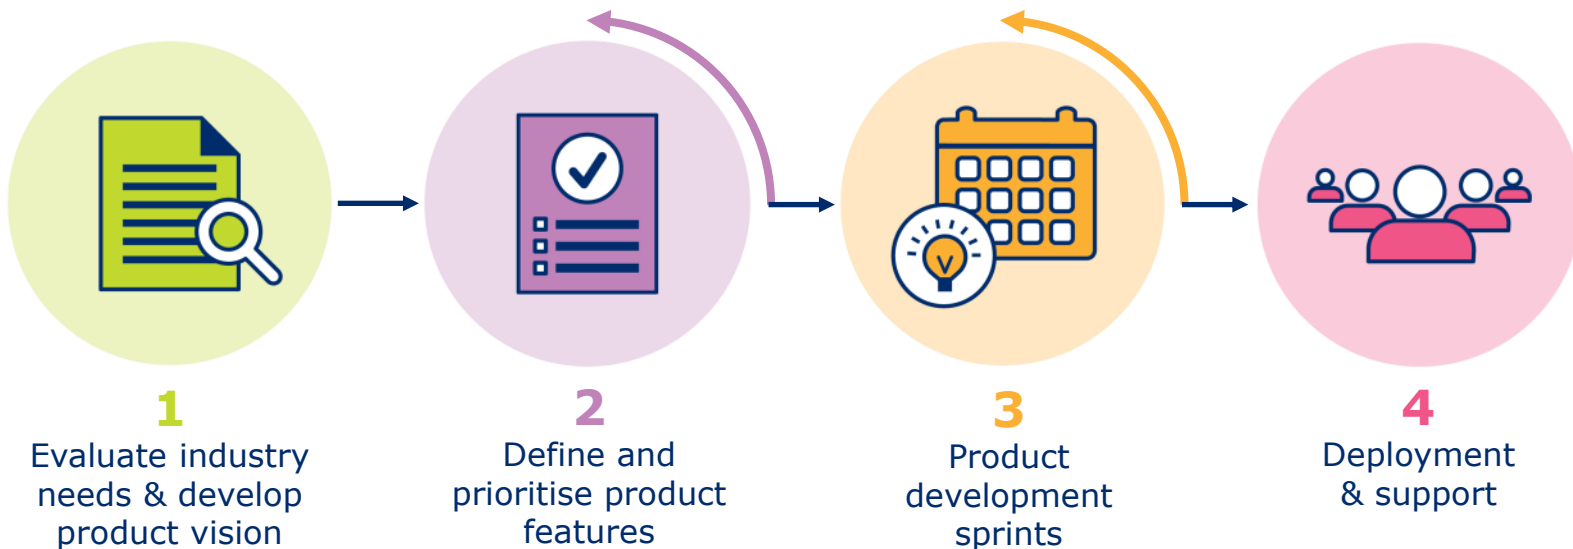 1
Evaluate industry
needs & develop
product vision
2
Define and
prioritise product
features
3
Product
development
sprints
4
Deployment
& support